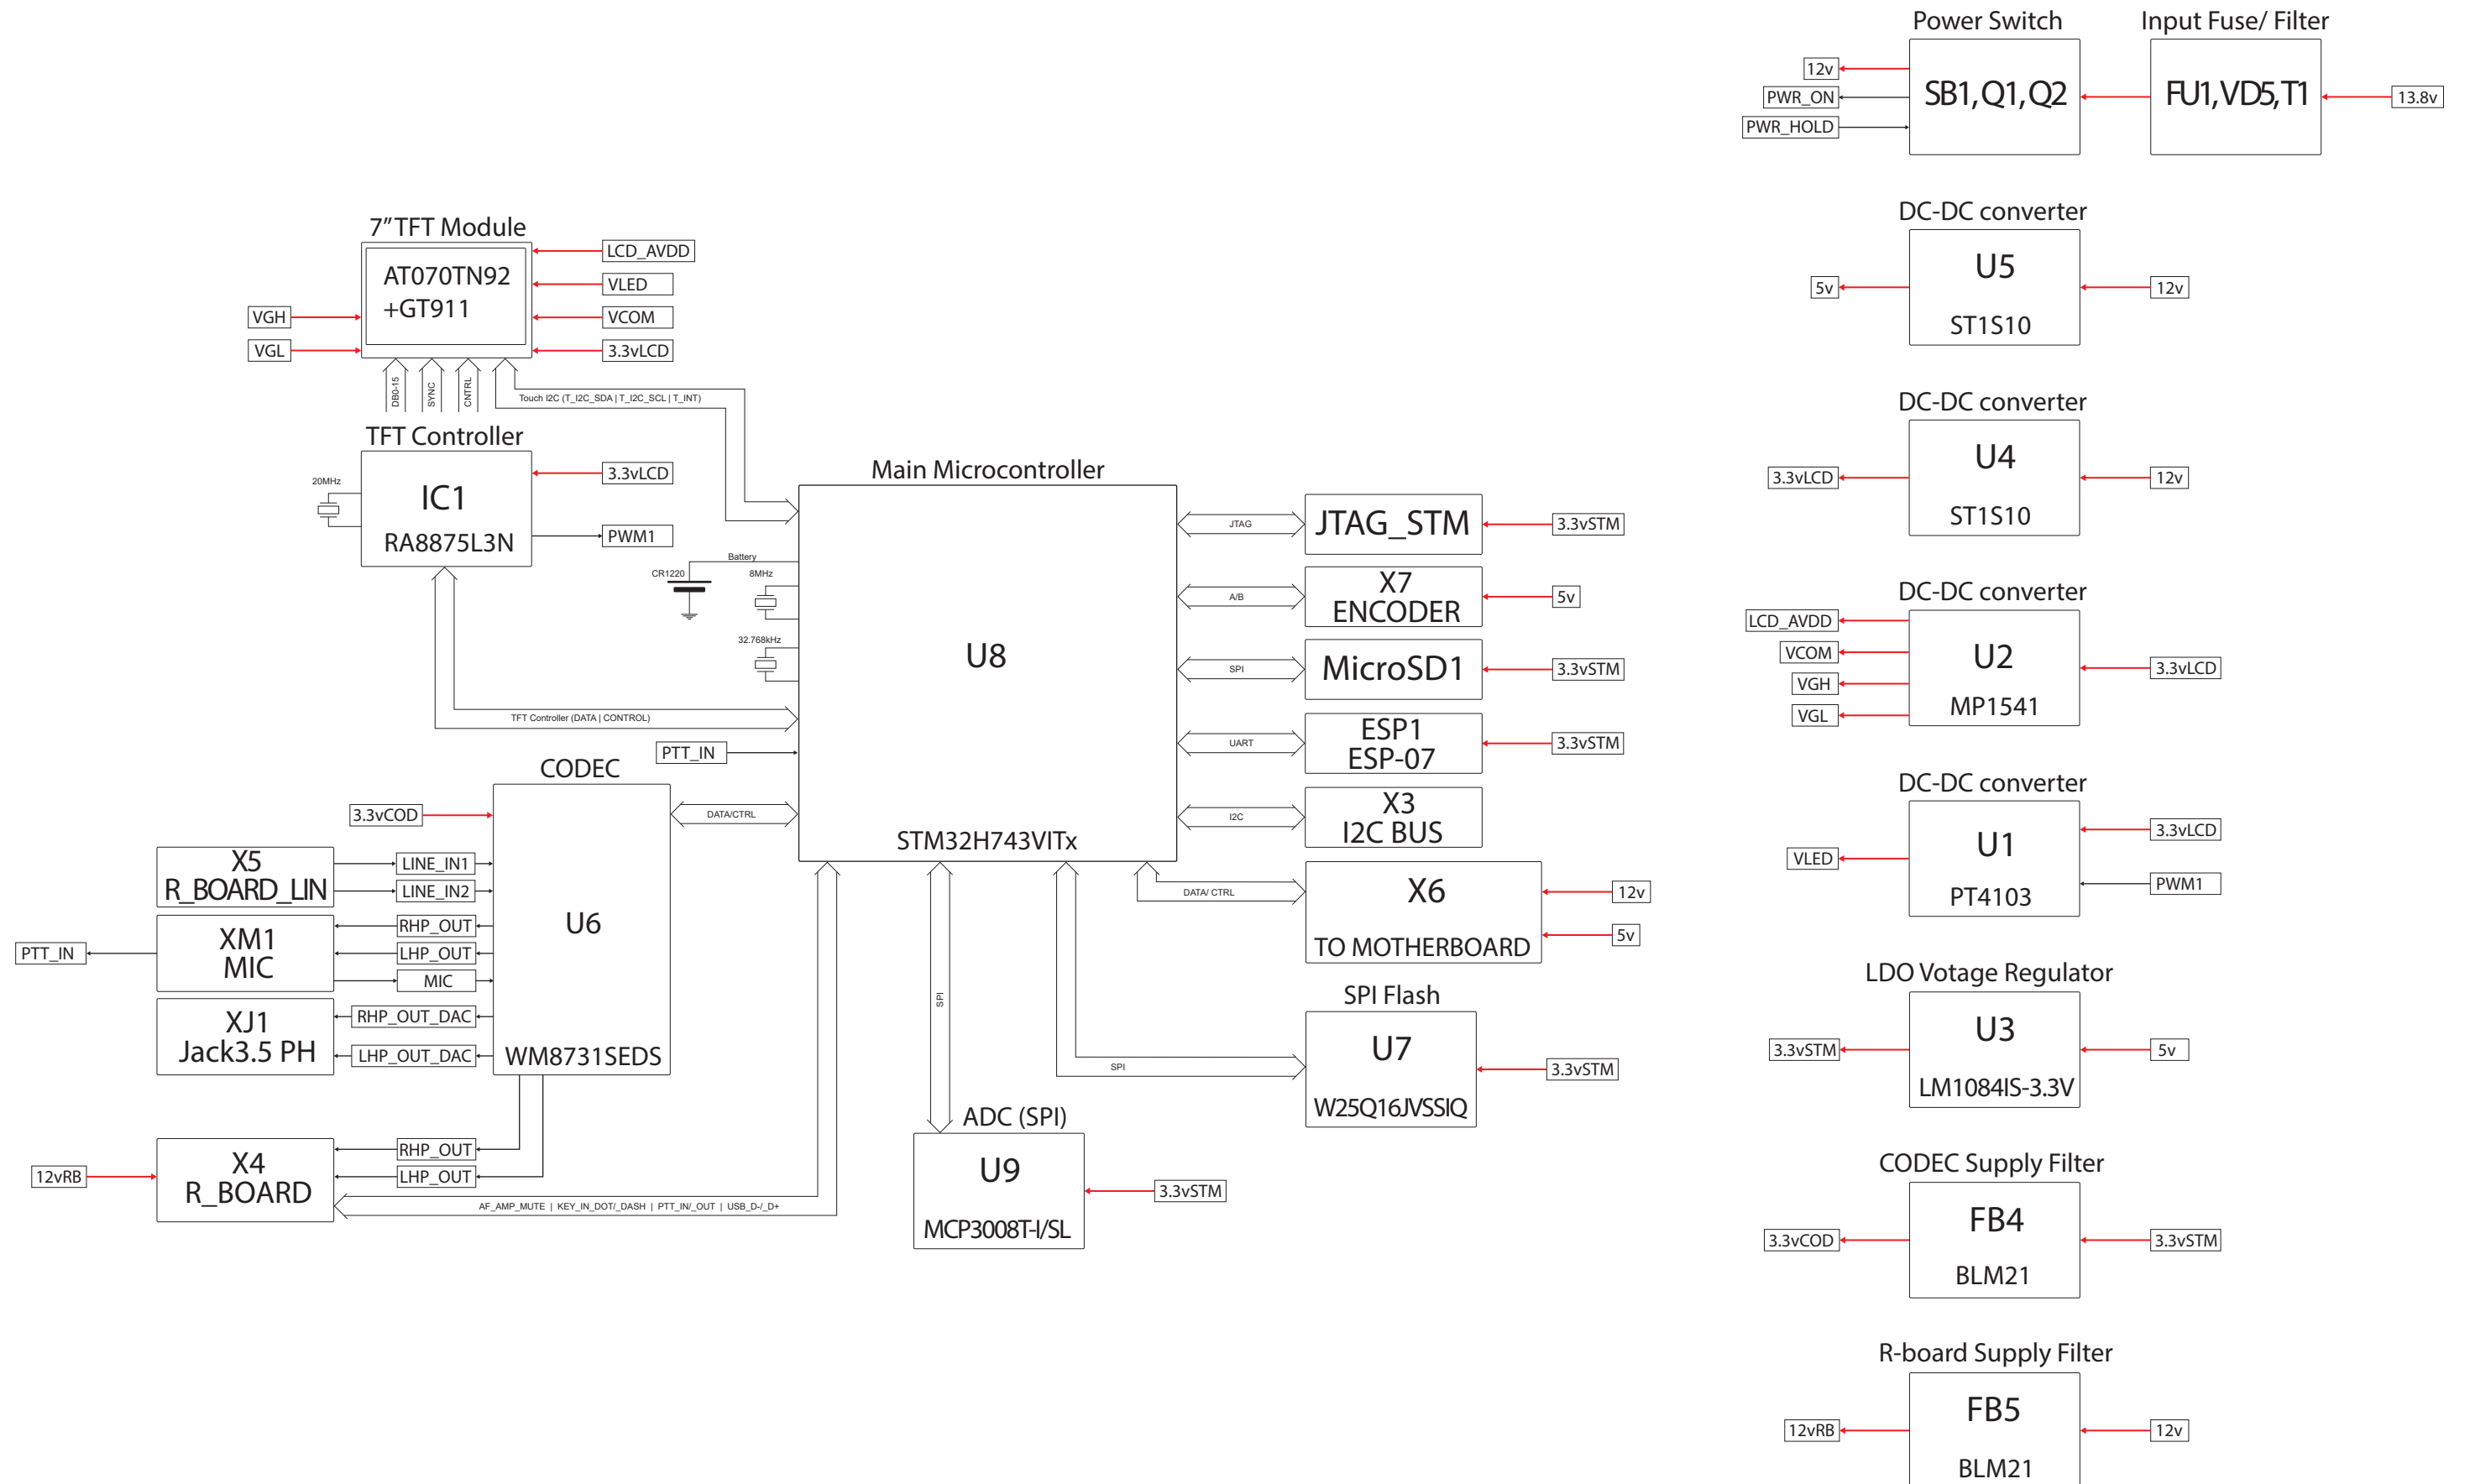 Power Switch
Input Fuse/ Filter
12v
PWR_ON
PWR_HOLD
SB1,Q1,Q2
FU1,VD5,T1
13.8v
DC-DC converter
5v
U5
ST1S10
12v
DC-DC converter
3.3vLCD
U4
ST1S10
12v
DC-DC converter
LCD_AVDD
VCOM
VGH
VGL
U2
MP1541
3.3vLCD
DC-DC converter
VLED
U1
PT4103
3.3vLCD
PWM1
LDO Votage Regulator
3.3vSTM
U3
LM1084IS-3.3V
5v
CODEC Supply Filter
3.3vCOD
FB4
BLM21
3.3vSTM
R-board Supply Filter
12vRB
FB5
BLM21
12v
7" TFT Module
AT070TN92
+GT911
VGH
VGL
LCD_AVDD
VLED
VCOM
3.3vLCD
DB0-15
SYNC
CNTRL
Touch I2C (T_I2C_SDA | T_I2C_SCL | T_INT)
TFT Controller
20MHz
IC1
RA8875L3N
3.3vLCD
PWM1
TFT Controller (DATA | CONTROL)
Main Microcontroller
U8
STM32H743VITx
Battery
CR1220
8MHz
32.768kHz
PTT_IN
DATA/CTRL
JTAG
JTAG_STM
3.3vSTM
A/B
X7
ENCODER
5v
SPI
MicroSD1
3.3vSTM
UART
ESP1
ESP-07
3.3vSTM
I2C
X3
I2C BUS
DATA/ CTRL
X6
TO MOTHERBOARD
12v
5v
SPI Flash
SPI
U7
W25Q16JVSSIQ
3.3vSTM
SPI
ADC (SPI)
U9
MCP3008T-I/SL
3.3vSTM
CODEC
3.3vCOD
U6
WM8731SEDS
X5
R_BOARD_LIN
LINE_IN1
LINE_IN2
PTT_IN
XM1
MIC
RHP_OUT
LHP_OUT
MIC
XJ1
Jack3.5 PH
RHP_OUT_DAC
LHP_OUT_DAC
12vRB
X4
R_BOARD
RHP_OUT
LHP_OUT
AF_AMP_MUTE | KEY_IN_DOT/_DASH | PTT_IN/_OUT | USB_D-/_D+